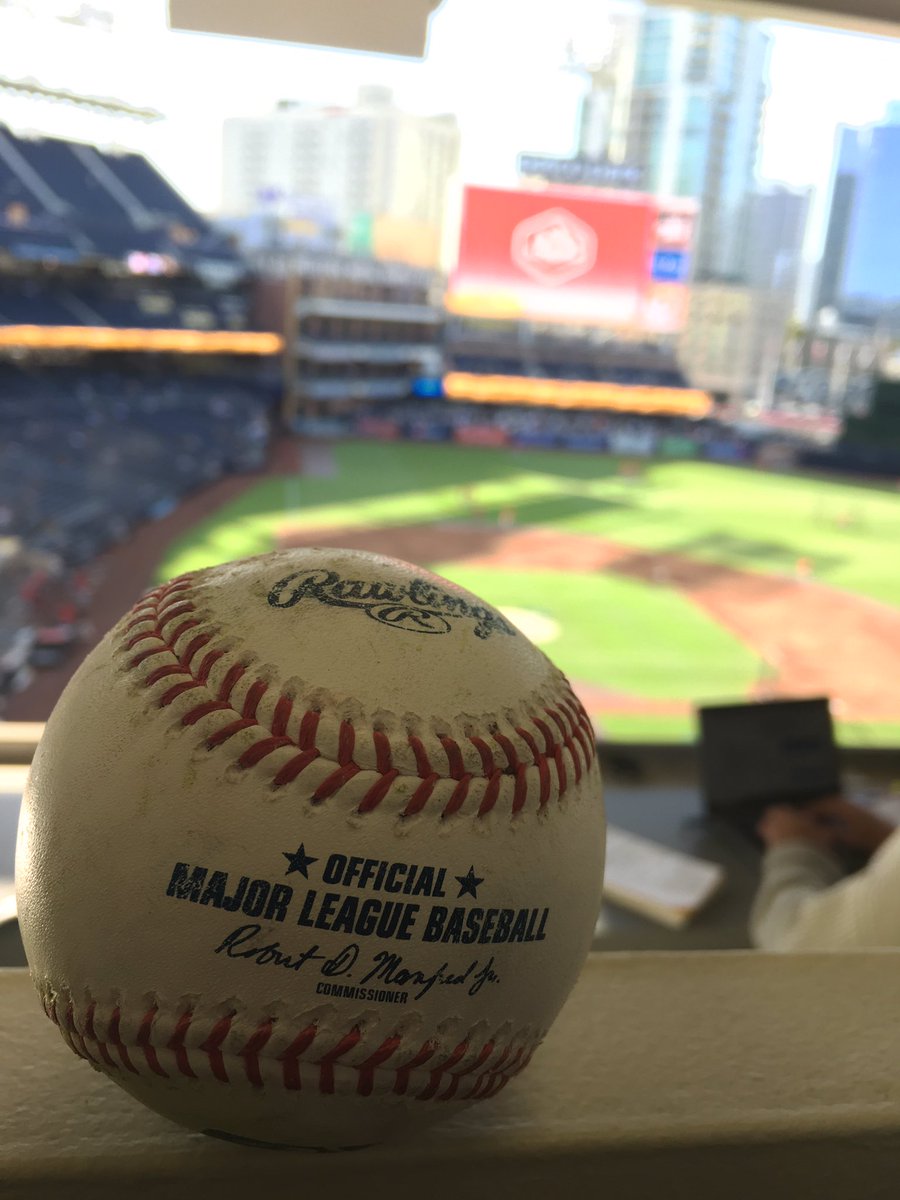 Rawlings
R
OFFICIAL
MAJOR LEAGUE BASEBALL
Robert D. Manfred Jr.
COMMISSIONER